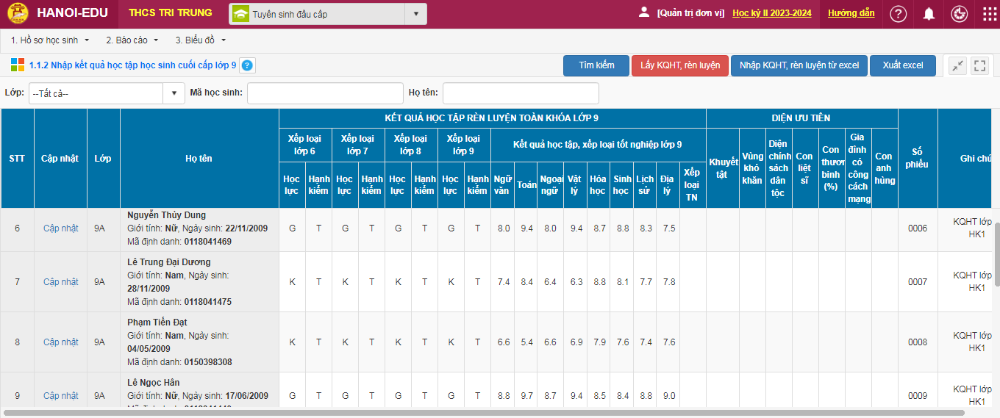 HANOI-EDU THCS TRI TRUNG Tuyển sinh đầu cấp [Quản trị đơn vị] Học kỳ II 2023-2024 Hướng dẫn
1. Hồ sơ học sinh 2. Báo cáo 3. Biểu đồ
1.1.2 Nhập kết quả học tập học sinh cuối cấp lớp 9 ? Tìm kiếm Lấy KQHT, rèn luyện Nhập KQHT, rèn luyện từ excel Xuất excel
Lớp: --Tất cả-- Mã học sinh: Họ tên:
KẾT QUẢ HỌC TẬP RÈN LUYỆN TOÀN KHÓA LỚP 9 DIỆN ƯU TIÊN
STT Cập nhật Lớp Họ tên
Xếp loại lớp 6 Xếp loại lớp 7 Xếp loại lớp 8 Xếp loại lớp 9 Kết quả học tập, xếp loại tốt nghiệp lớp 9
Học lực Hạnh kiểm Học lực Hạnh kiểm Học lực Hạnh kiểm Học lực Hạnh kiểm Ngữ văn Toán Ngoại ngữ Vật lý Hóa học Sinh học Lịch sử Địa lý Xếp loại TN
Khuyết tật Vùng khó khăn Diện chính sách dân tộc Con liệt sĩ Con thươn binh (%) Gia đình có công cách mạng Con anh hùng Số phiếu Ghi chú
Nguyễn Thủy Dung
6 Cập nhật 9A Giới tính: Nữ, Ngày sinh: 22/11/2009 G T G T G T G T 8.0 9.4 8.0 9.4 8.7 8.8 8.3 7.5 0006 KQHT lớp HK1
Mã định danh: 0118041469
Lê Trung Đại Dương
Giới tính: Nam, Ngày sinh:
7 Cập nhật 9A 28/11/2009 K T K T K T K T 7.4 8.4 6.4 6.3 8.8 8.1 7.7 7.8 0007 KQHT lớp HK1
Mã định danh: 0118041475
Phạm Tiến Đạt
Giới tính: Nam, Ngày sinh:
8 Cập nhật 9A 04/05/2009 K T K T K T K T 6.6 5.4 6.6 6.9 7.9 7.6 7.4 7.6 0008 KQHT lớp HK1
Mã định danh: 0150398308
Lê Ngọc Hân
9 Cập nhật 9A Giới tính: Nữ, Ngày sinh: 17/06/2009 G T G T G T G T 8.8 9.7 8.7 9.4 8.5 8.4 8.8 9.0 0009 KQHT lớp HK1